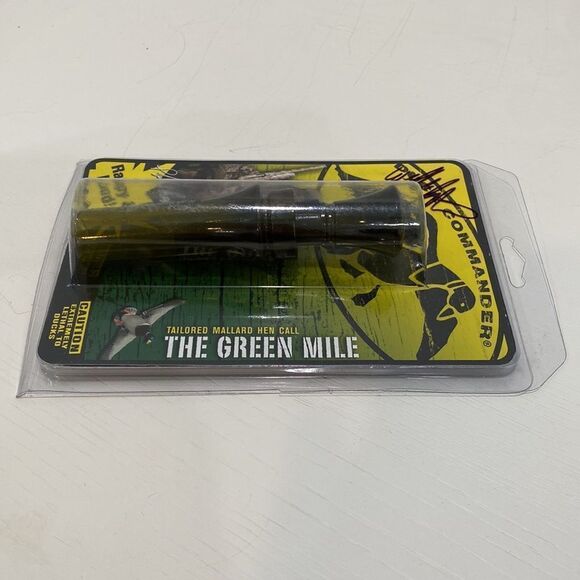 COMMANDER®
TAILORED MALLARD HEN CALL
THE GREEN MILE
CAUTION
EXTREMELY
LETHAL TO
DUCKS